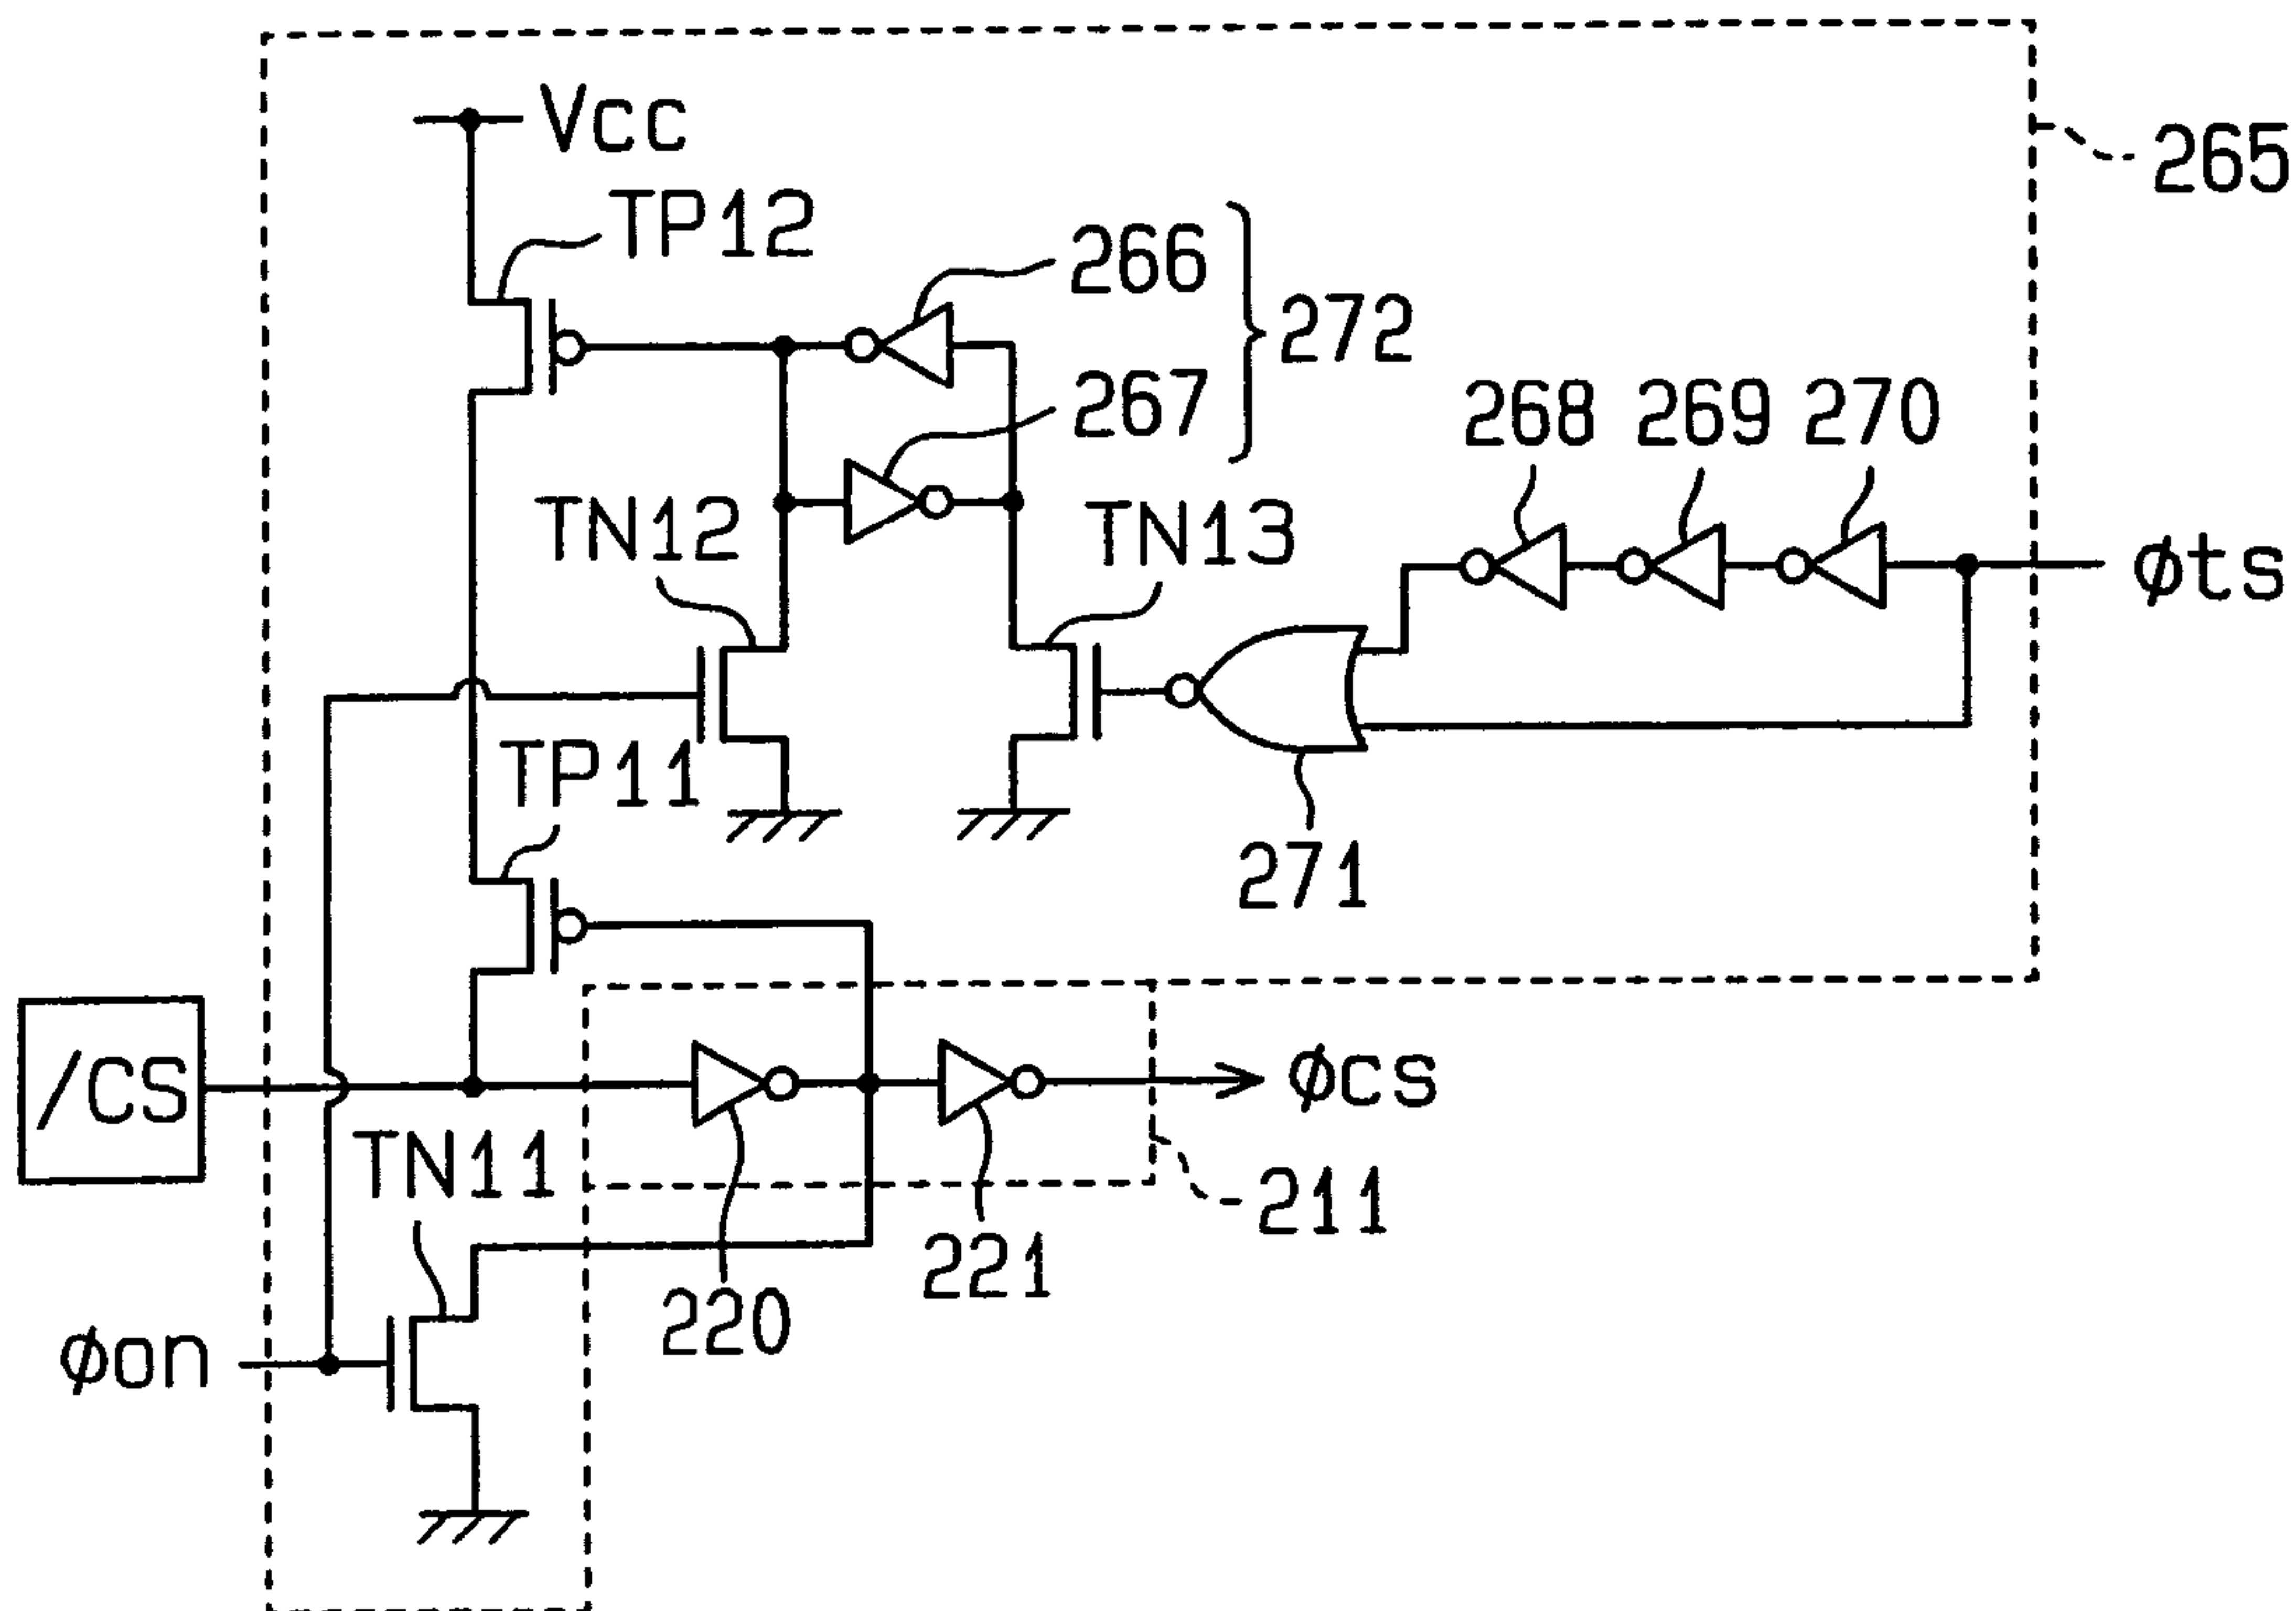 Vcc
265
TP12
266
272
267
268 269 270
TN12
TN13
φts
TP11
271
/CS
φcs
TN11
211
221
220
φon